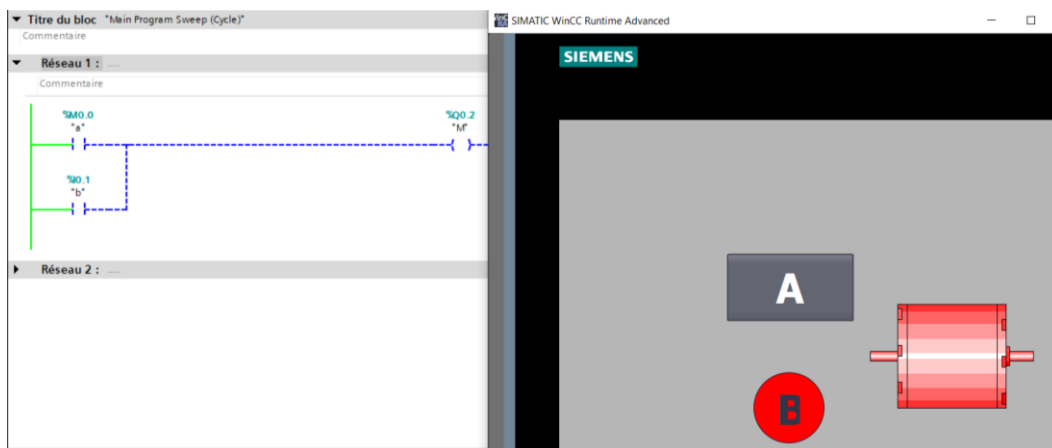 Titre du bloc "Main Program Sweep (Cycle)"
Commentaire
Réseau 1 : .....
Commentaire
%M0.0
"a"
%Q0.2
"M"
%I0.1
"b"
Réseau 2 : .....
SIMATIC WinCC Runtime Advanced
SIEMENS
A
B